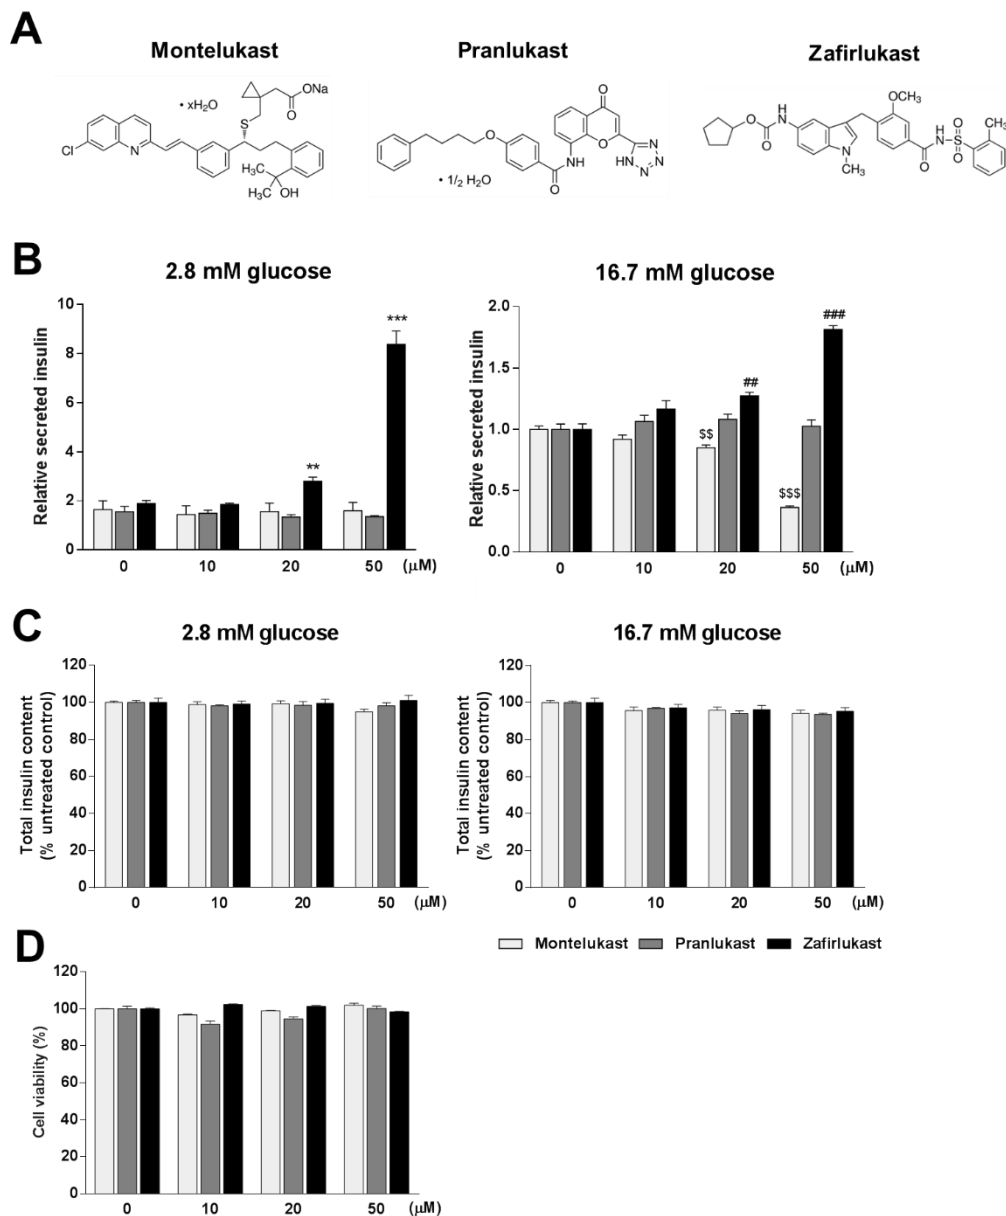 A
Montelukast
Pranlukast
Zafirlukast
ONa
O
• xH₂O
S
Cl
N
H₃C
H₃C OH
CH₃
O
O
O
NH
O
HN
N
N
N
• 1/2 H₂O
O
O
H
N
OCH₃
N
CH₃
O
H
N
O
S
O
CH₃
B
2.8 mM glucose
16.7 mM glucose
Relative secreted insulin
10
8
6
4
2
0
**
***
0 10 20 50 (μM)
Relative secreted insulin
2.0
1.5
1.0
0.5
0.0
$$
##
$$$
###
0 10 20 50 (μM)
C
2.8 mM glucose
16.7 mM glucose
Total insulin content
(% untreated control)
120
100
80
60
40
20
0
0 10 20 50 (μM)
Total insulin content
(% untreated control)
120
100
80
60
40
20
0
0 10 20 50 (μM)
Montelukast Pranlukast Zafirlukast
D
Cell viability (%)
120
100
80
60
40
20
0
0 10 20 50 (μM)